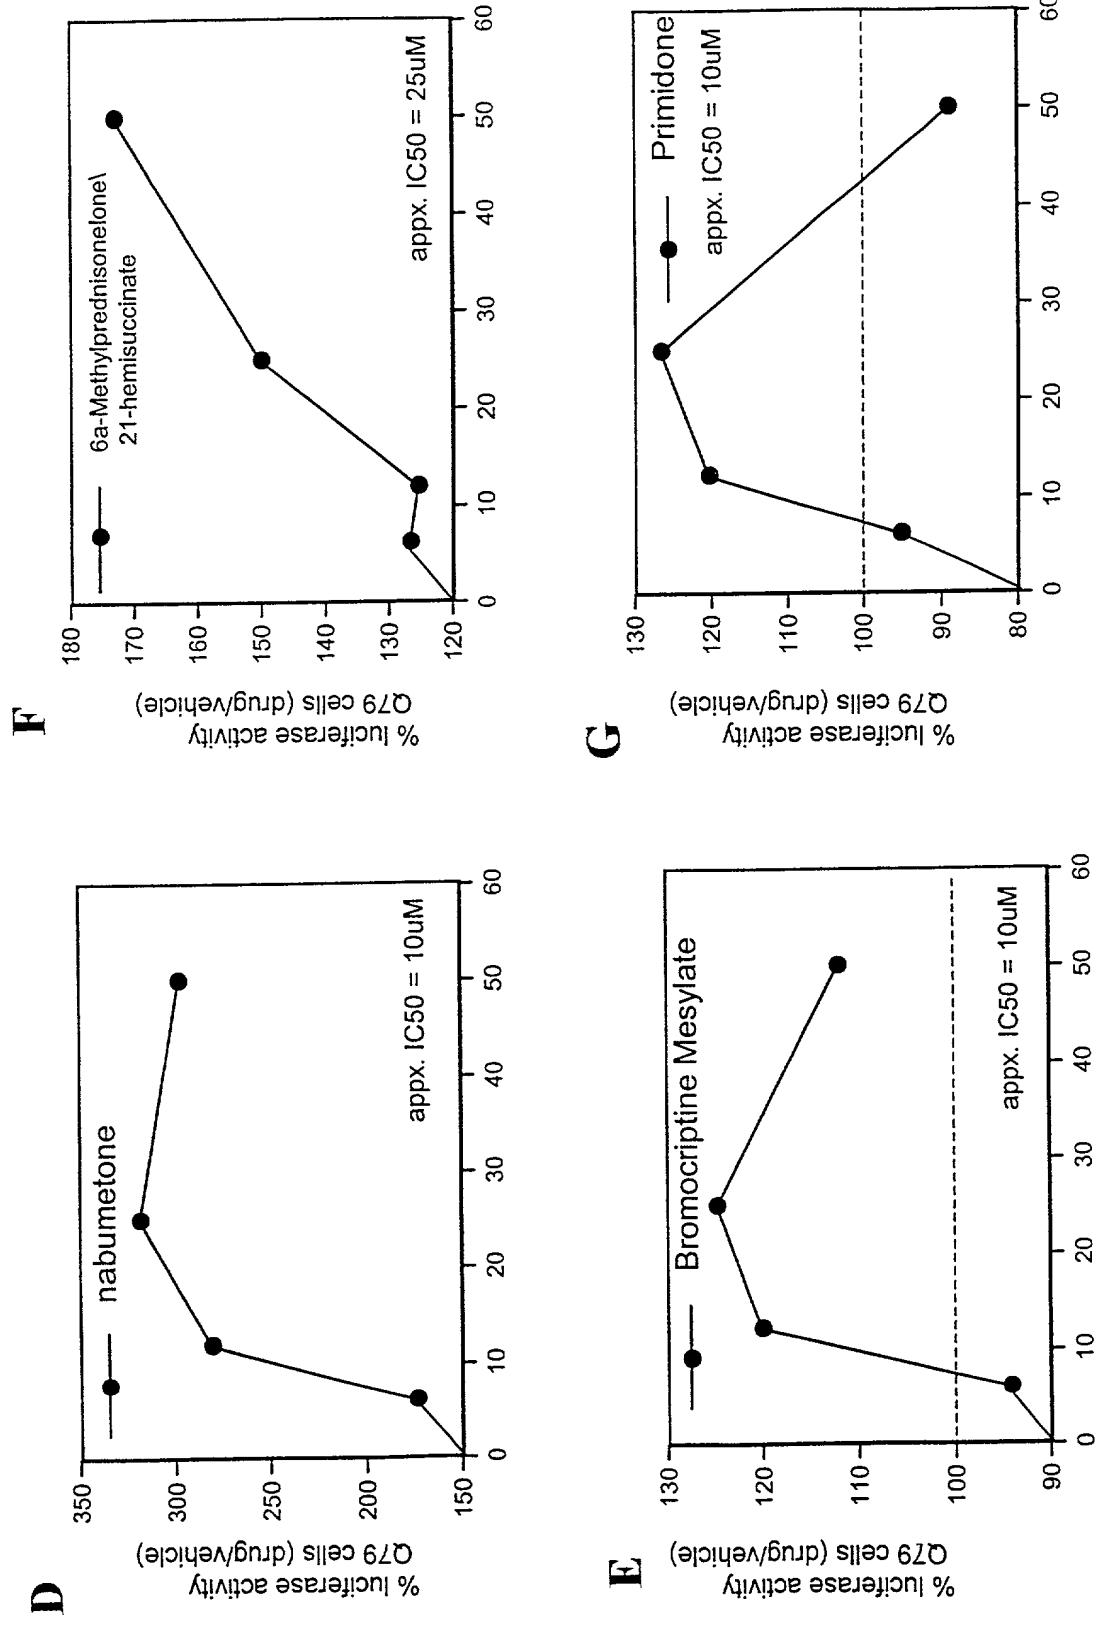 D
% luciferase activity
Q79 cells (drug/vehicle)
350
300
250
200
150
nabumetone
appx. IC50 = 10uM
0
10
20
30
40
50
60
F
% luciferase activity
Q79 cells (drug/vehicle)
180
170
160
150
140
130
120
6a-Methylprednisonelone\
21-hemisuccinate
appx. IC50 = 25uM
0
10
20
30
40
50
60
E
% luciferase activity
Q79 cells (drug/vehicle)
130
120
110
100
90
Bromocriptine Mesylate
appx. IC50 = 10uM
0
10
20
30
40
50
60
G
% luciferase activity
Q79 cells (drug/vehicle)
130
120
110
100
90
80
Primidone
appx. IC50 = 10uM
0
10
20
30
40
50
60